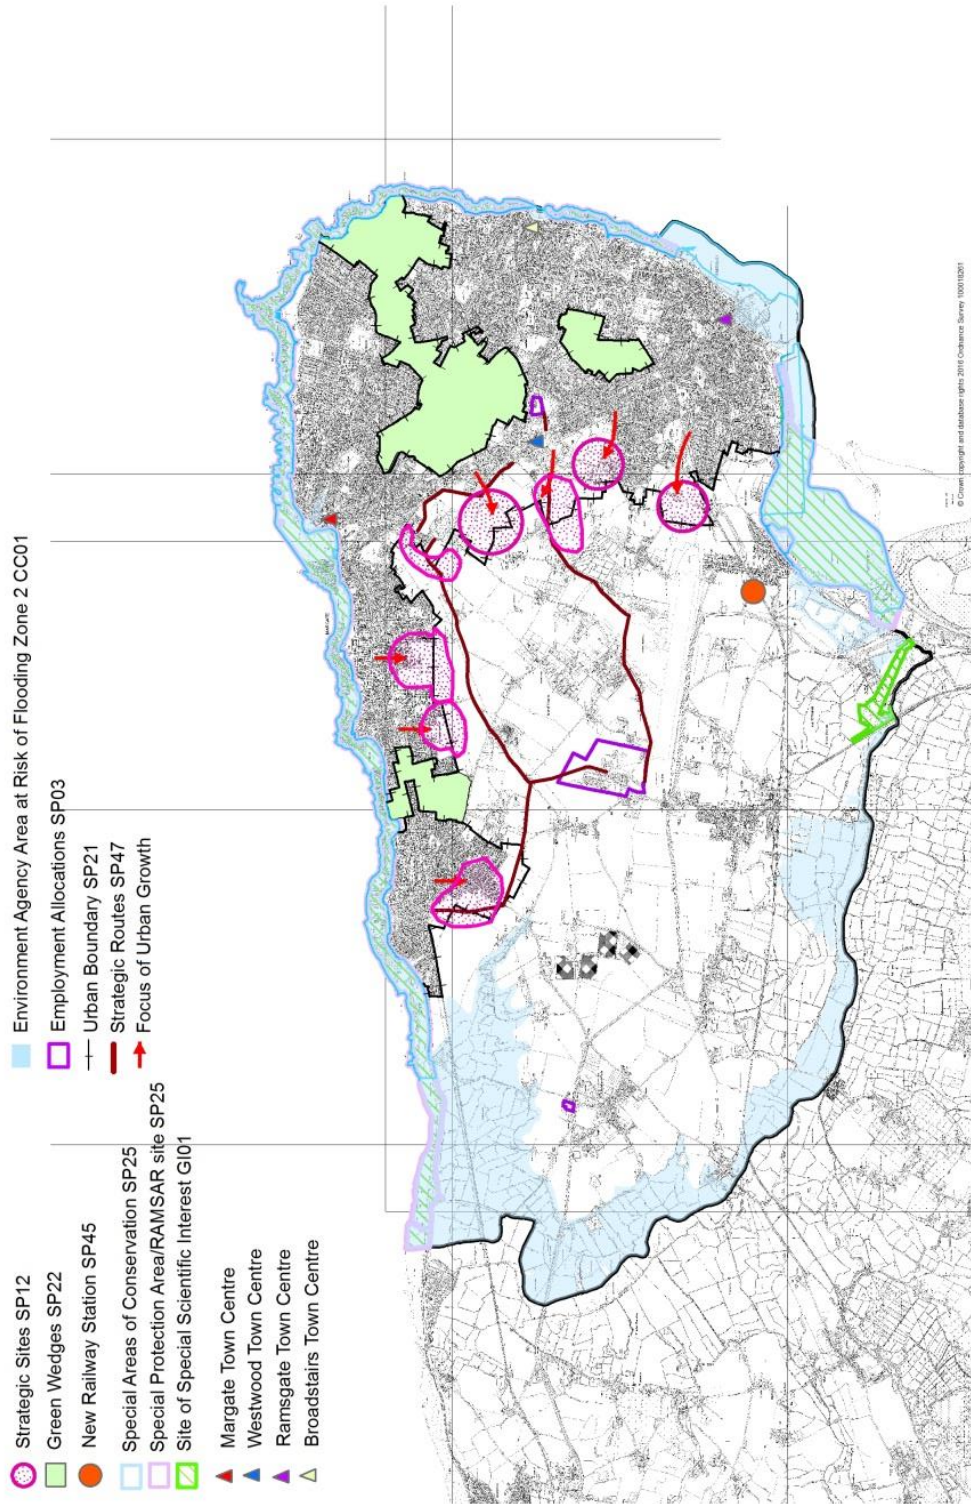 Strategic Sites SP12
Green Wedges SP22
New Railway Station SP45
Special Areas of Conservation SP25
Special Protection Area/RAMSAR site SP25
Site of Special Scientific Interest GI01
Margate Town Centre
Westwood Town Centre
Ramsgate Town Centre
Broadstairs Town Centre
Environment Agency Area at Risk of Flooding Zone 2 CC01
Employment Allocations SP03
Urban Boundary SP21
Strategic Routes SP47
Focus of Urban Growth
© Crown copyright and database rights 2016 Ordnance Survey 100018261